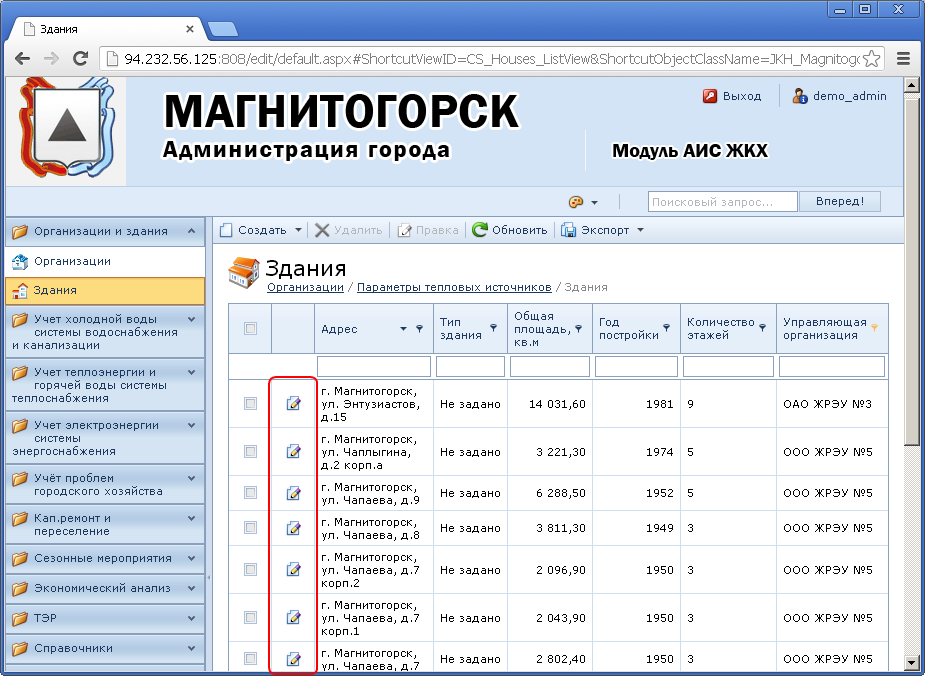 Здания
94.232.56.125:808/edit/default.aspx#ShortcutViewID=CS_Houses_ListView&ShortcutObjectClassName=JKH_Magnitogo
МАГНИТОГОРСК
Администрация города
Модуль АИС ЖКХ
Выход
demo_admin
Поисковый запрос...
Вперед!
Организации и здания
Организации
Здания
Учет холодной воды
системы водоснабжения
и канализации
Учет теплоэнергии и
горячей воды системы
теплоснабжения
Учет электроэнергии
системы
энергоснабжения
Учёт проблем
городского хозяйства
Кап.ремонт и
переселение
Сезонные мероприятия
Экономический анализ
ТЭР
Справочники
Создать
Удалить
Правка
Обновить
Экспорт
Здания
Организации / Параметры тепловых источников / Здания
Адрес
Тип
здания
Общая
площадь,
кв.м
Год
постройки
Количество
этажей
Управляющая
организация
г. Магнитогорск,
ул. Энтузиастов,
д.15
Не задано 14 031,60 1981 9 ОАО ЖРЭУ №3
г. Магнитогорск,
ул. Чаплыгина,
д.2 корп.а
Не задано 3 221,30 1974 5 ООО ЖРЭУ №5
г. Магнитогорск,
ул. Чапаева, д.9
Не задано 6 288,50 1952 5 ООО ЖРЭУ №5
г. Магнитогорск,
ул. Чапаева, д.8
Не задано 3 811,30 1949 3 ООО ЖРЭУ №5
г. Магнитогорск,
ул. Чапаева, д.7
корп.2
Не задано 2 096,90 1950 3 ООО ЖРЭУ №5
г. Магнитогорск,
ул. Чапаева, д.7
корп.1
Не задано 2 043,90 1950 3 ООО ЖРЭУ №5
г. Магнитогорск,
ул. Чапаева, д.7
Не задано 2 802,40 1950 3 ООО ЖРЭУ №5